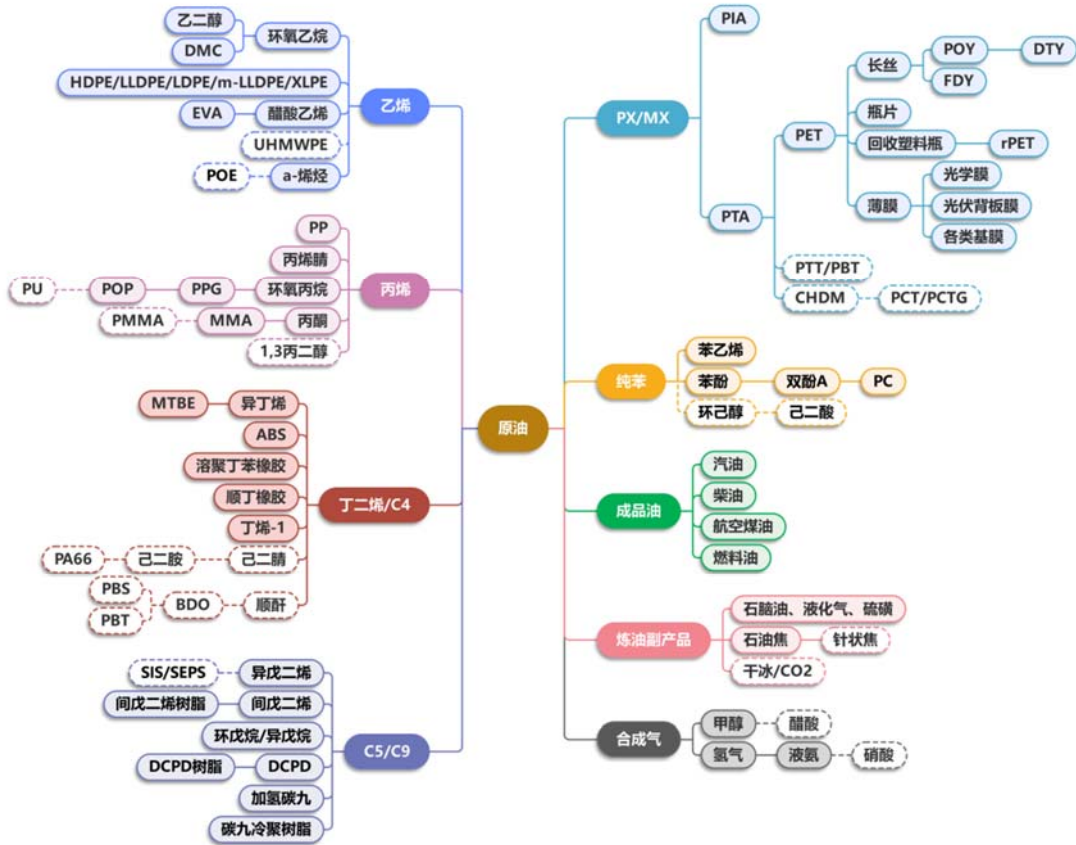 乙二醇
DMC
环氧乙烷
HDPE/LLDPE/LDPE/m-LLDPE/XLPE
EVA
醋酸乙烯
UHMWPE
POE
a-烯烃
乙烯
PP
丙烯腈
PU
POP
PPG
环氧丙烷
PMMA
MMA
丙酮
1,3丙二醇
丙烯
MTBE
异丁烯
ABS
溶聚丁苯橡胶
顺丁橡胶
丁烯-1
PA66
己二胺
己二腈
PBS
PBT
BDO
顺酐
丁二烯/C4
SIS/SEPS
异戊二烯
间戊二烯树脂
间戊二烯
环戊烷/异戊烷
DCPD树脂
DCPD
加氢碳九
碳九冷聚树脂
C5/C9
原油
PX/MX
PIA
PTA
PET
长丝
POY
DTY
FDY
瓶片
回收塑料瓶
rPET
薄膜
光学膜
光伏背板膜
各类基膜
PTT/PBT
CHDM
PCT/PCTG
纯苯
苯乙烯
苯酚
双酚A
PC
环己醇
己二酸
成品油
汽油
柴油
航空煤油
燃料油
炼油副产品
石脑油、液化气、硫磺
石油焦
针状焦
干冰/CO2
合成气
甲醇
醋酸
氢气
液氨
硝酸